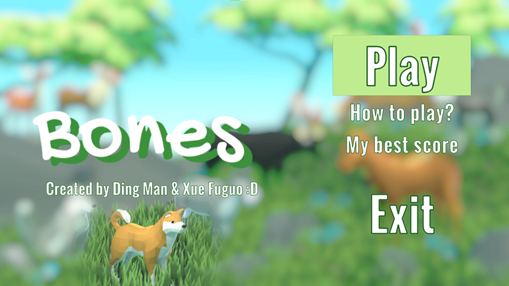 Bones
Created by Ding Man & Xue Fuguo :D
Play
How to play?
My best score
Exit